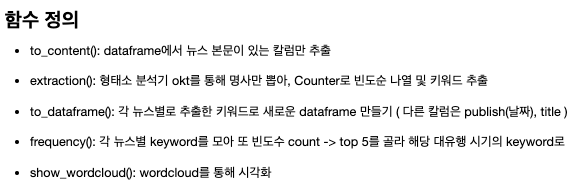 함수 정의
• to_content(): dataframe에서 뉴스 본문이 있는 칼럼만 추출
• extraction(): 형태소 분석기 okt를 통해 명사만 뽑아, Counter로 빈도순 나열 및 키워드 추출
• to_dataframe(): 각 뉴스별로 추출한 키워드로 새로운 dataframe 만들기 ( 다른 칼럼은 publish(날짜), title )
• frequency(): 각 뉴스별 keyword를 모아 또 빈도수 count -> top 5를 골라 해당 대유행 시기의 keyword로
• show_wordcloud(): wordcloud를 통해 시각화